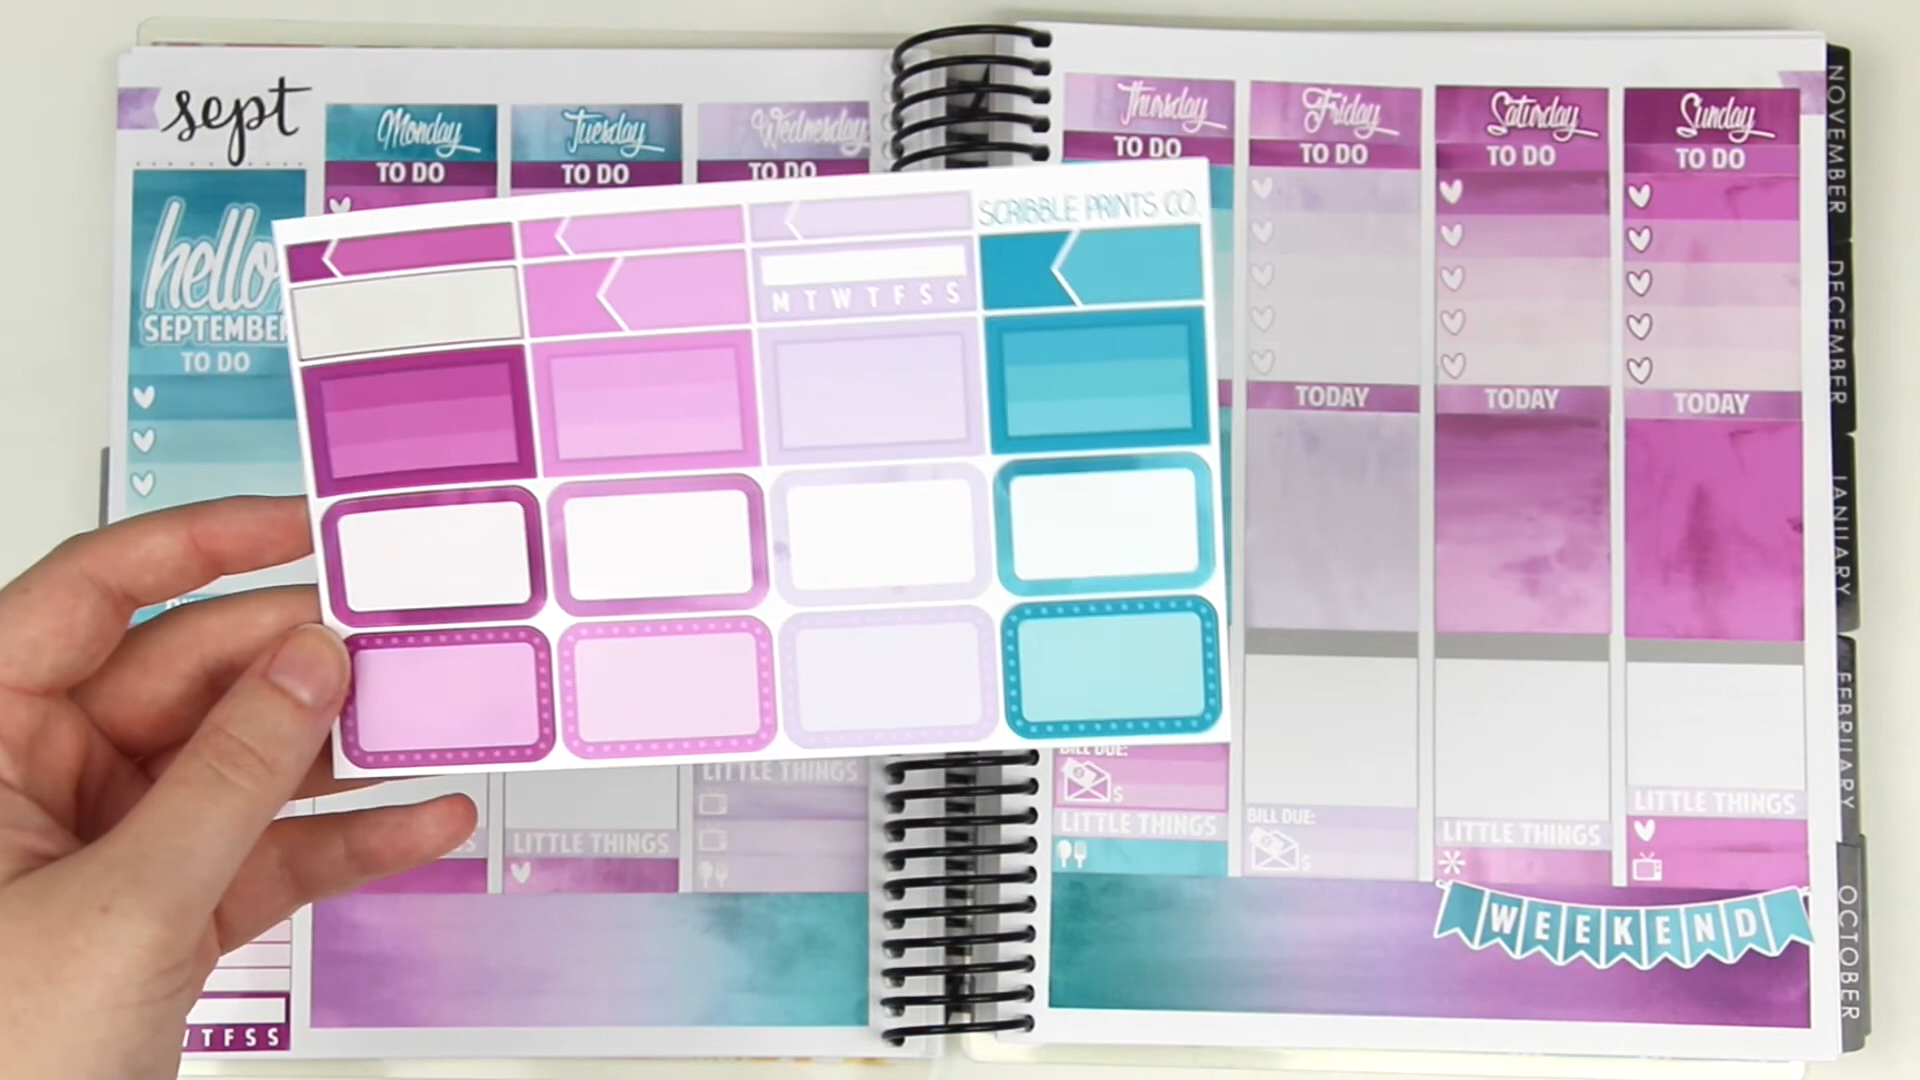 sept
Monday
Tuesday
Wednesday
Thursday
Friday
Saturday
Sunday
TO DO
TO DO
TO DO
TO DO
TO DO
TO DO
TO DO
hello
SEPTEMBER
TO DO
SCRIBBLE PRINTS CO.
M T W T F S S
TODAY
TODAY
TODAY
BILL DUE:
$
LITTLE THINGS
BILL DUE:
$
LITTLE THINGS
LITTLE THINGS
LITTLE THINGS
LITTLE THINGS
WEEKEND
T F S S
NOVEMBER
DECEMBER
JANUARY
FEBRUARY
OCTOBER